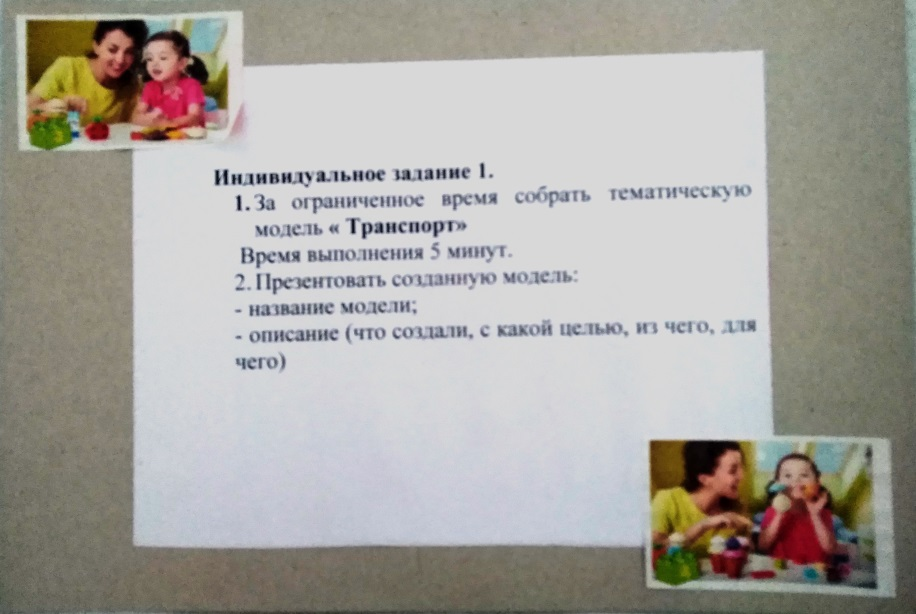 Индивидуальное задание 1.
1. За ограниченное время собрать тематическую
модель « Транспорт»
Время выполнения 5 минут.
2. Презентовать созданную модель:
- название модели;
- описание (что создали, с какой целью, из чего, для
чего)